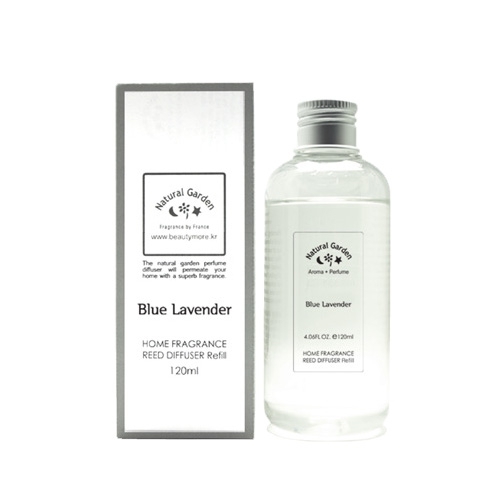 Natural Garden
Fragrance by France
www.beautymore.kr
The natural garden perfume
diffuser will permeate your
home with a superb fragrance.
Blue Lavender
HOME FRAGRANCE
REED DIFFUSER Refill
120ml
Natural Garden
Aroma • Perfume
Blue Lavender
4.06FL.OZ. ℮120ml
HOME FRAGRANCE
REED DIFFUSER Refill